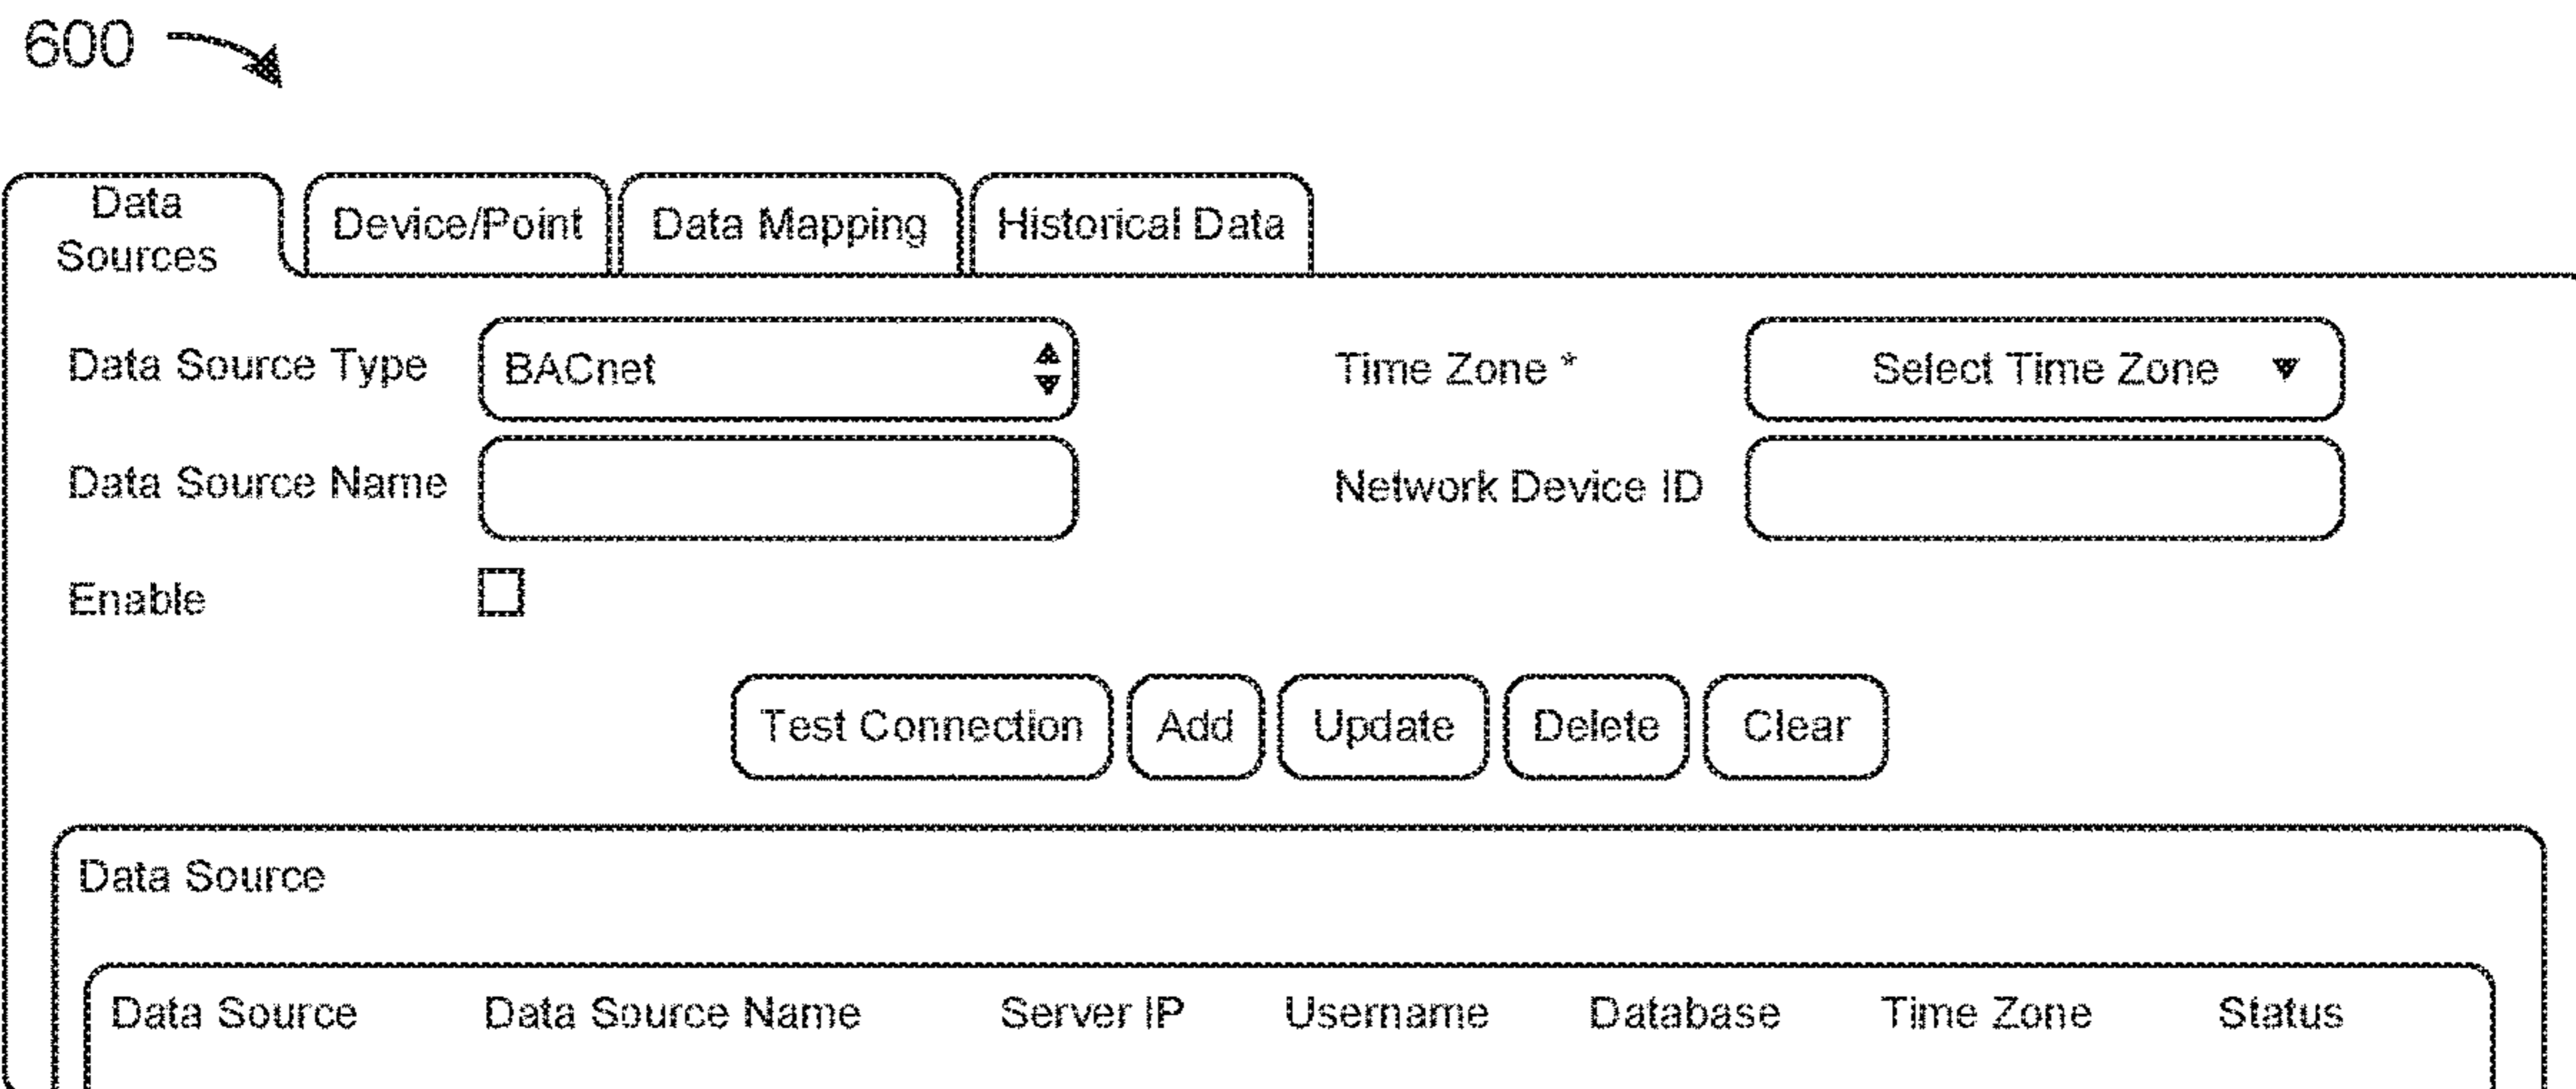 600
Data
Sources
Device/Point
Data Mapping
Historical Data
Data Source Type
BACnet
Time Zone *
Select Time Zone
Data Source Name
Network Device ID
Enable
Test Connection
Add
Update
Delete
Clear
Data Source
Data Source
Data Source Name
Server IP
Username
Database
Time Zone
Status